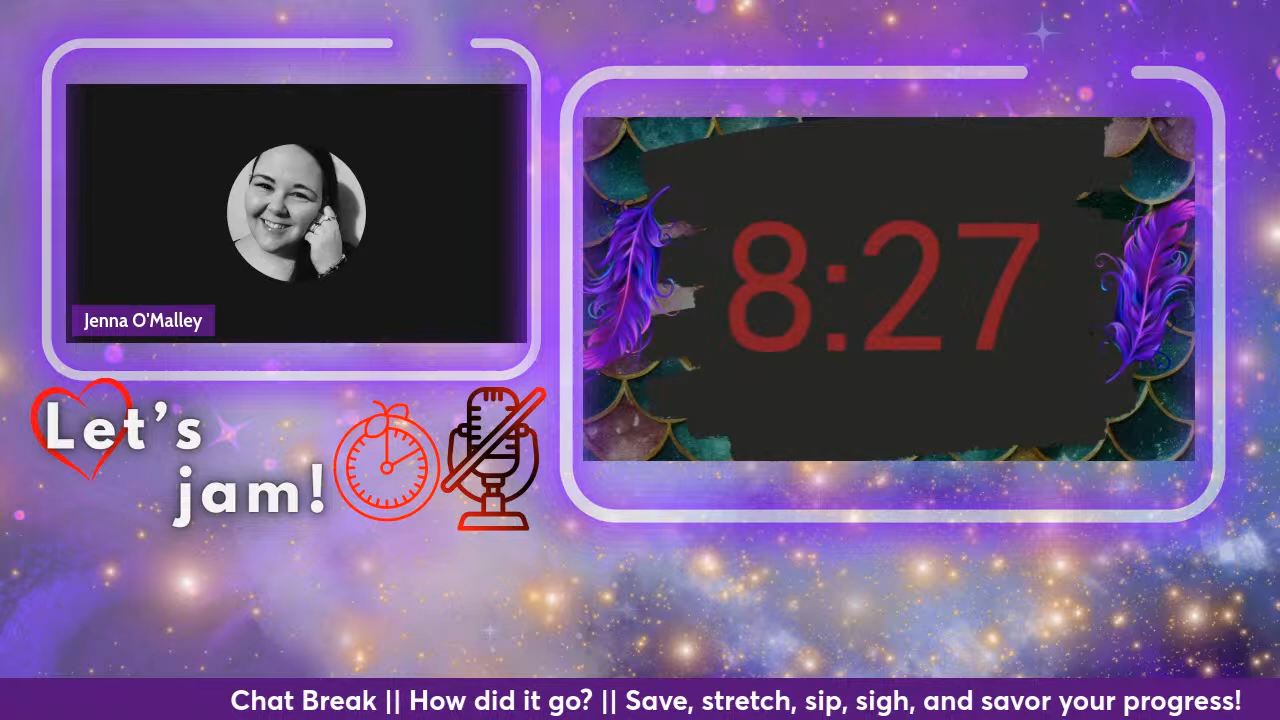 Jenna O'Malley
8:27
Let's
jam!
Chat Break || How did it go? || Save, stretch, sip, sigh, and savor your progress!